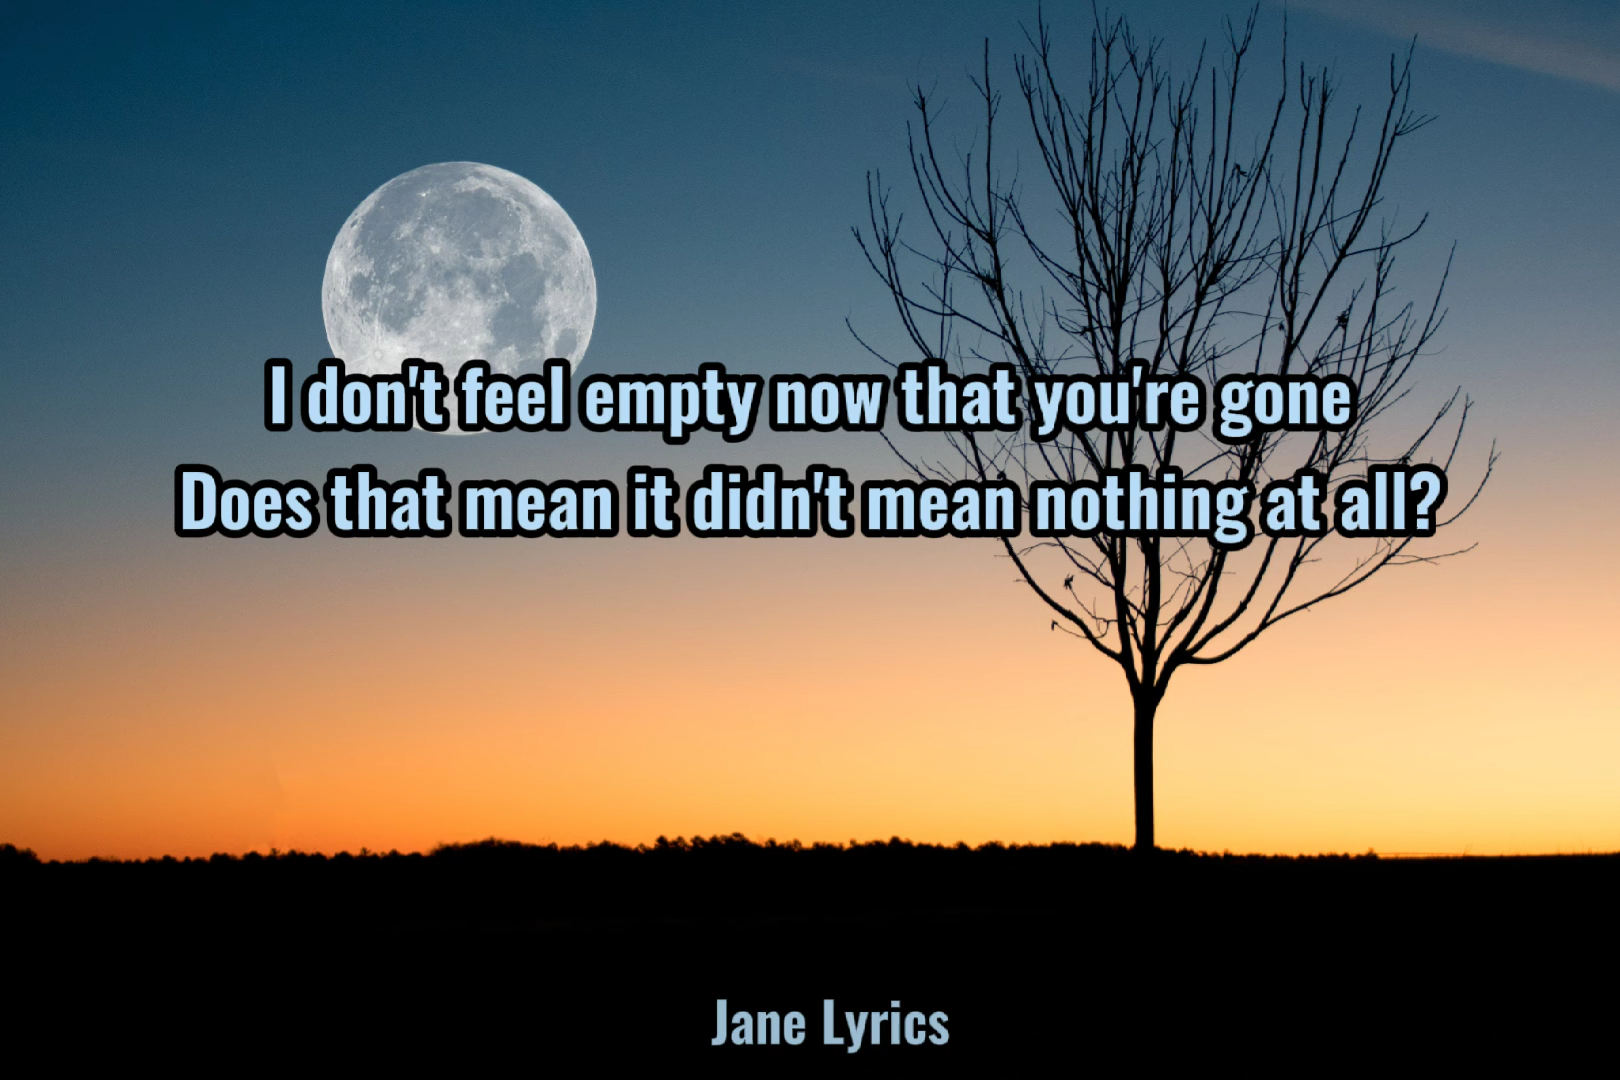 I don't feel empty now that you're gone
Does that mean it didn't mean nothing at all?
Jane Lyrics